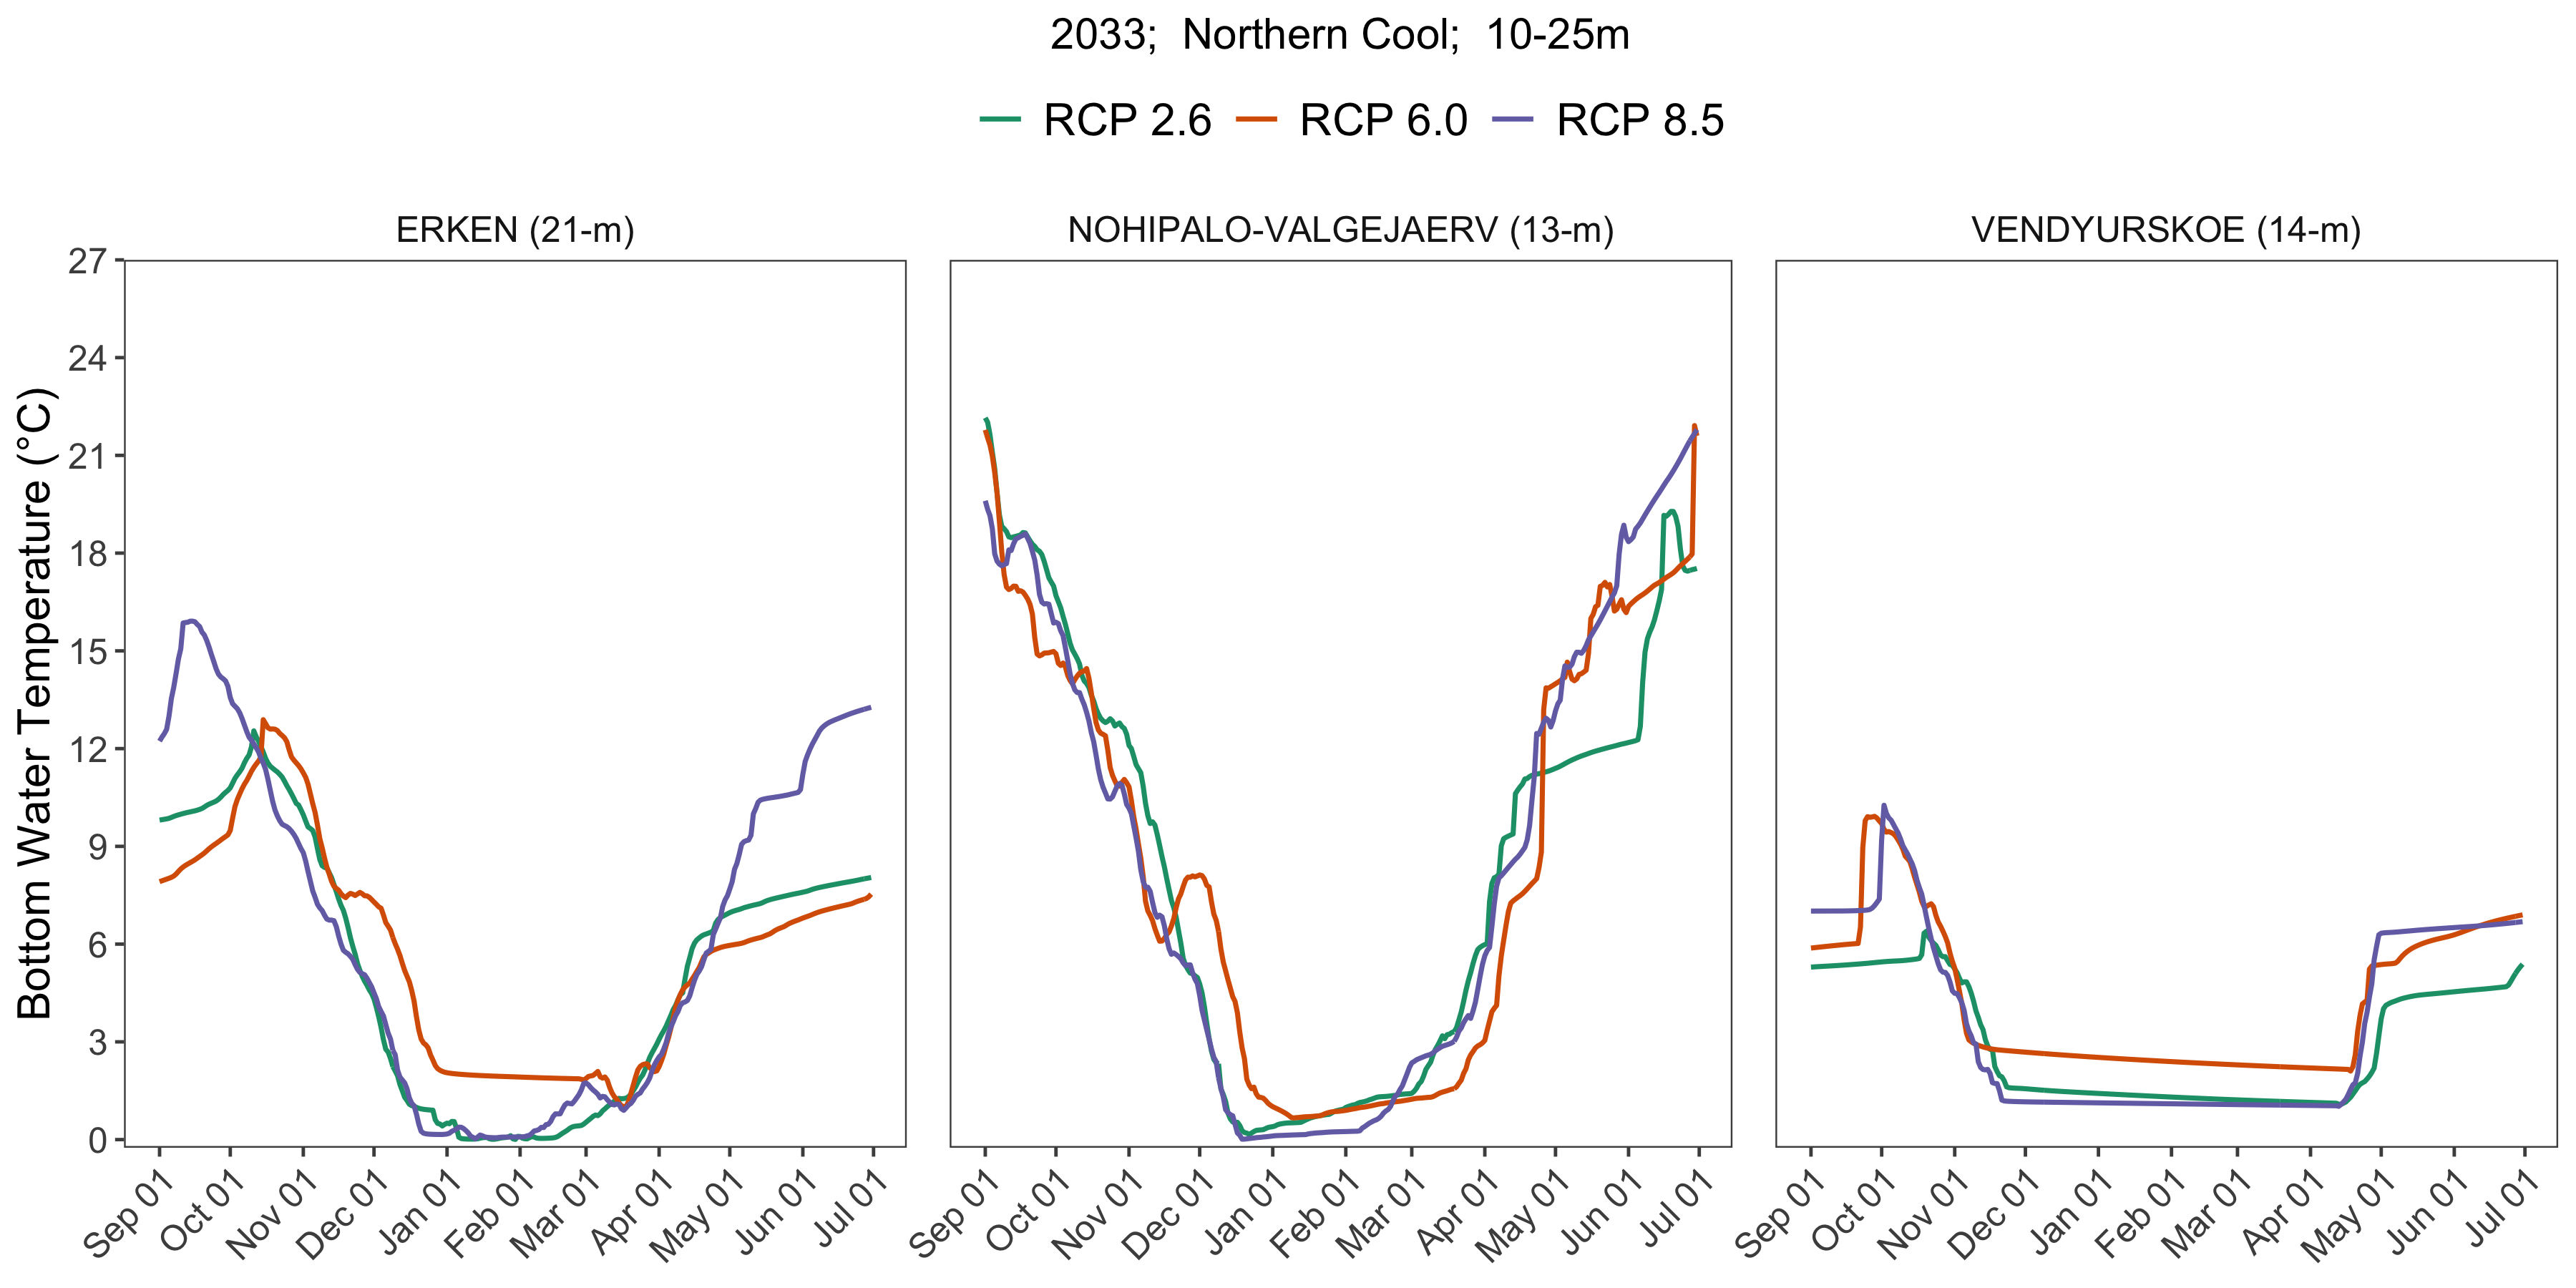 2033;  Northern Cool;  10-25m
RCP 2.6 RCP 6.0 RCP 8.5
ERKEN (21-m) NOHIPALO-VALGEJAERV (13-m) VENDYURSKOE (14-m)
Bottom Water Temperature (°C)
27
24
21
18
15
12
9
6
3
0
Sep 01 Oct 01 Nov 01 Dec 01 Jan 01 Feb 01 Mar 01 Apr 01 May 01 Jun 01 Jul 01
Sep 01 Oct 01 Nov 01 Dec 01 Jan 01 Feb 01 Mar 01 Apr 01 May 01 Jun 01 Jul 01
Sep 01 Oct 01 Nov 01 Dec 01 Jan 01 Feb 01 Mar 01 Apr 01 May 01 Jun 01 Jul 01